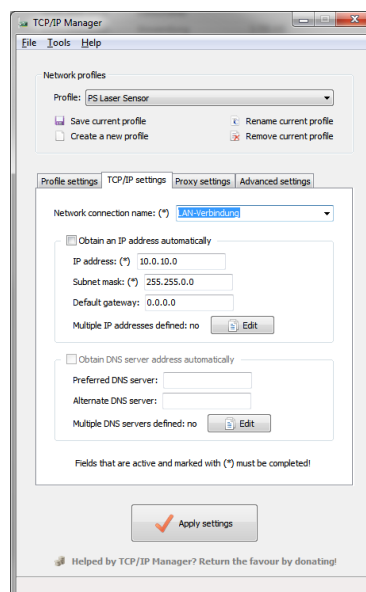 TCP/IP Manager
File Tools Help
Network profiles
Profile: PS Laser Sensor
Save current profile Rename current profile
Create a new profile Remove current profile
Profile settings TCP/IP settings Proxy settings Advanced settings
Network connection name: (*) LAN-Verbindung
Obtain an IP address automatically
IP address: (*) 10.0.10.0
Subnet mask: (*) 255.255.0.0
Default gateway: 0.0.0.0
Multiple IP addresses defined: no Edit
Obtain DNS server address automatically
Preferred DNS server:
Alternate DNS server:
Multiple DNS servers defined: no Edit
Fields that are active and marked with (*) must be completed!
Apply settings
Helped by TCP/IP Manager? Return the favour by donating!